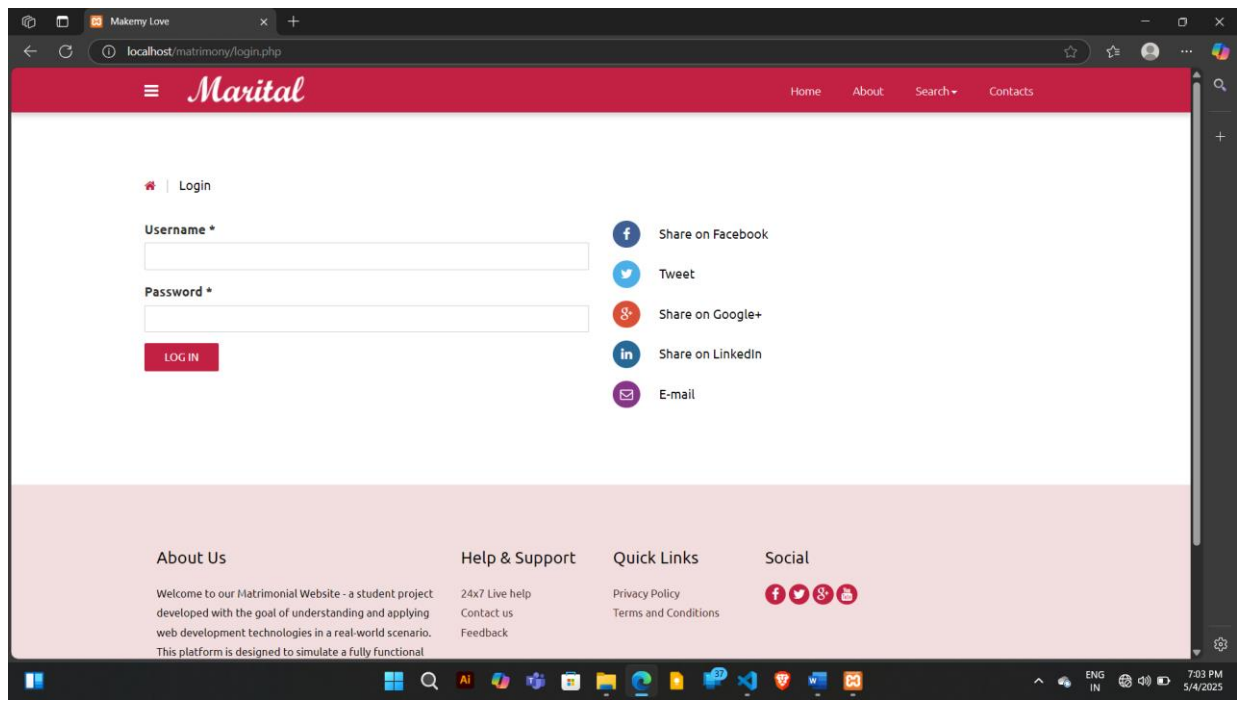 Makemy Love
localhost/matrimony/login.php
Marital
Home About Search Contacts
Login
Username *
Password *
LOG IN
Share on Facebook
Tweet
Share on Google+
Share on LinkedIn
E-mail
About Us
Welcome to our Matrimonial Website - a student project
developed with the goal of understanding and applying
web development technologies in a real-world scenario.
This platform is designed to simulate a fully functional
Help & Support
24x7 Live help
Contact us
Feedback
Quick Links
Privacy Policy
Terms and Conditions
Social
Ai
37
ENG
IN
7:03 PM
5/4/2025